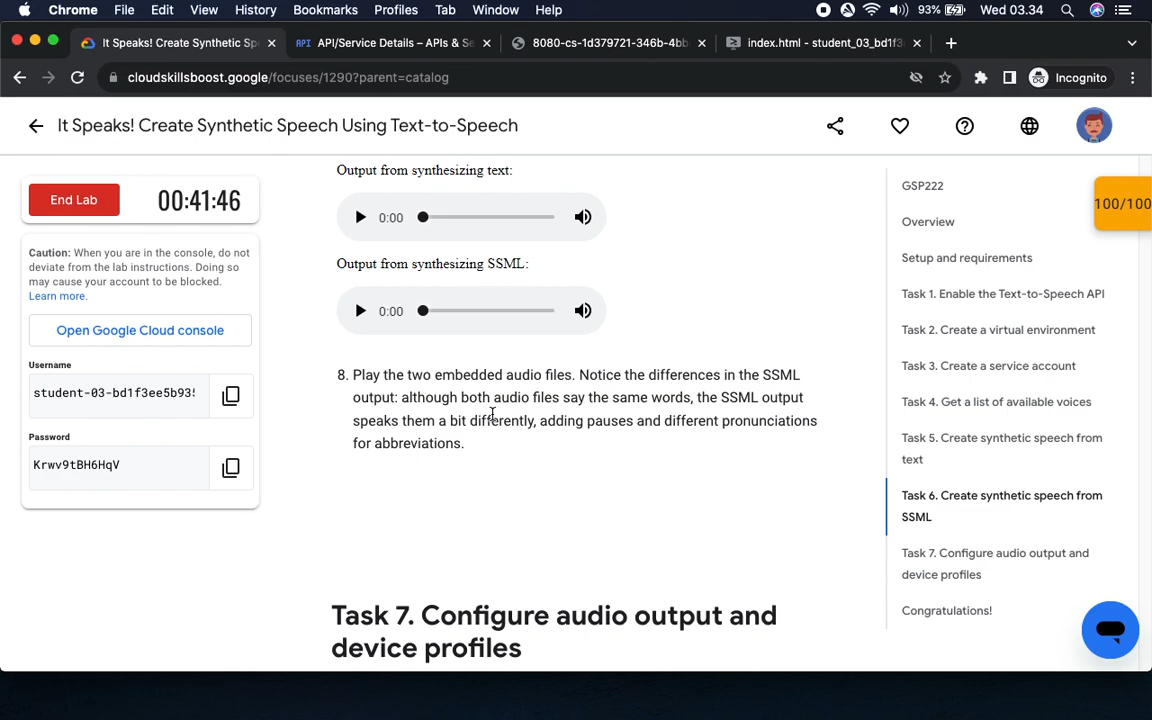 Chrome File Edit View History Bookmarks Profiles Tab Window Help 93% Wed 03.34
It Speaks! Create Synthetic Sp API/Service Details – APIs & Se 8080-cs-1d379721-346b-4bb index.html - student_03_bd1f3
cloudskillsboost.google/focuses/1290?parent=catalog Incognito
It Speaks! Create Synthetic Speech Using Text-to-Speech
End Lab 00:41:46
Caution: When you are in the console, do not
deviate from the lab instructions. Doing so
may cause your account to be blocked.
Learn more.
Open Google Cloud console
Username
student-03-bd1f3ee5b93
Password
Krwv9tBH6HqV
Output from synthesizing text:
0:00
Output from synthesizing SSML:
0:00
8. Play the two embedded audio files. Notice the differences in the SSML
output: although both audio files say the same words, the SSML output
speaks them a bit differently, adding pauses and different pronunciations
for abbreviations.
Task 7. Configure audio output and
device profiles
GSP222
100/100
Overview
Setup and requirements
Task 1. Enable the Text-to-Speech API
Task 2. Create a virtual environment
Task 3. Create a service account
Task 4. Get a list of available voices
Task 5. Create synthetic speech from
text
Task 6. Create synthetic speech from
SSML
Task 7. Configure audio output and
device profiles
Congratulations!